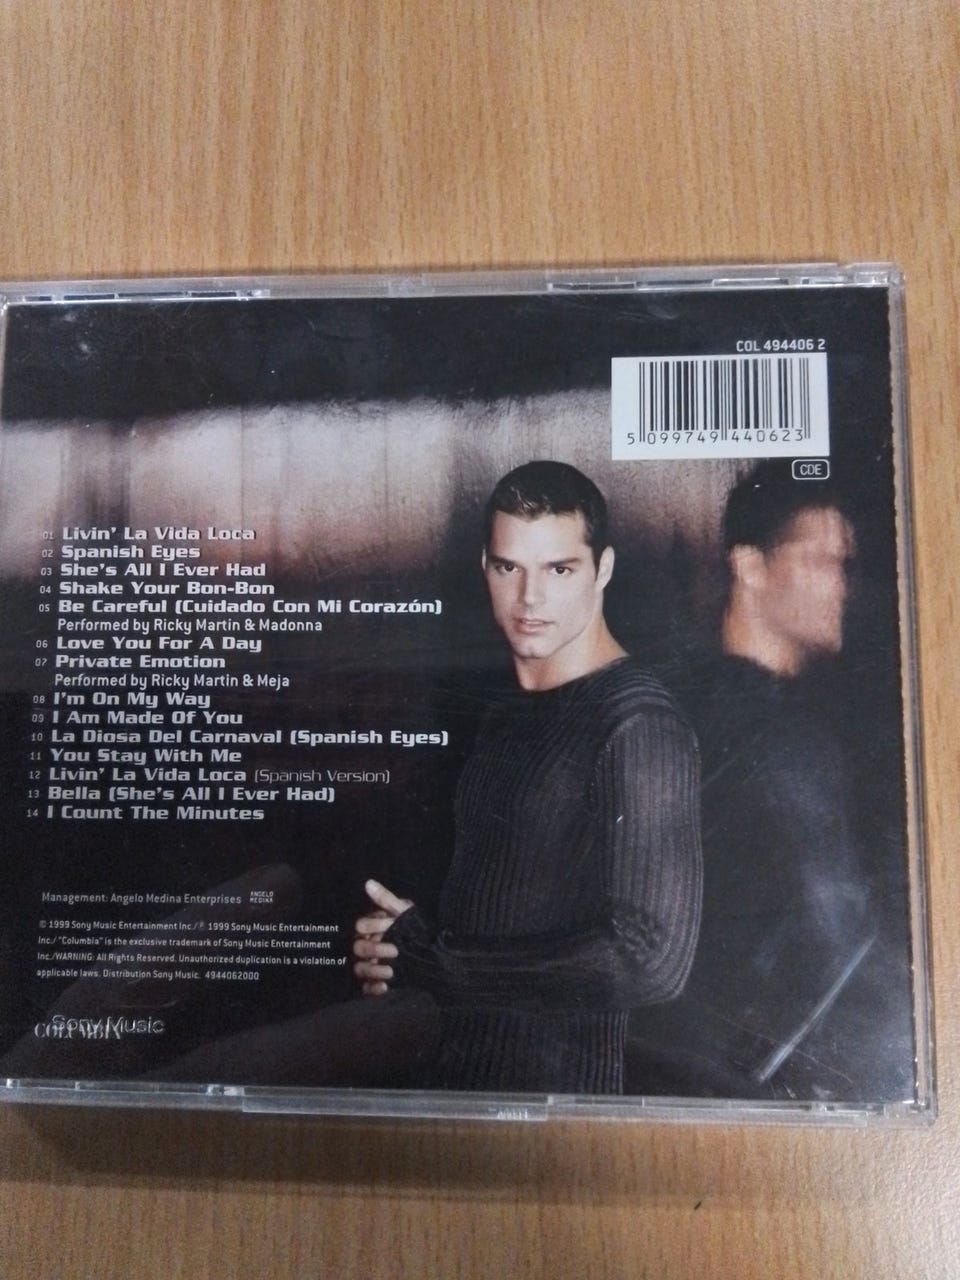 COL 494406 2
5 099749 440623
CDE
01 Livin' La Vida Loca
02 Spanish Eyes
03 She's All I Ever Had
04 Shake Your Bon-Bon
05 Be Careful (Cuidado Con Mi Corazón)
Performed by Ricky Martin & Madonna
06 Love You For A Day
07 Private Emotion
Performed by Ricky Martin & Meja
08 I'm On My Way
09 I Am Made Of You
10 La Diosa Del Carnaval (Spanish Eyes)
11 You Stay With Me
12 Livin' La Vida Loca (Spanish Version)
13 Bella (She's All I Ever Had)
14 I Count The Minutes
Management: Angelo Medina Enterprises
ANGELO
MEDINA
© 1999 Sony Music Entertainment Inc./℗ 1999 Sony Music Entertainment
Inc./"Columbia" is the exclusive trademark of Sony Music Entertainment
Inc./WARNING: All Rights Reserved. Unauthorized duplication is a violation of
applicable laws. Distribution Sony Music. 4944062000
Sony Music
COLUMBIA